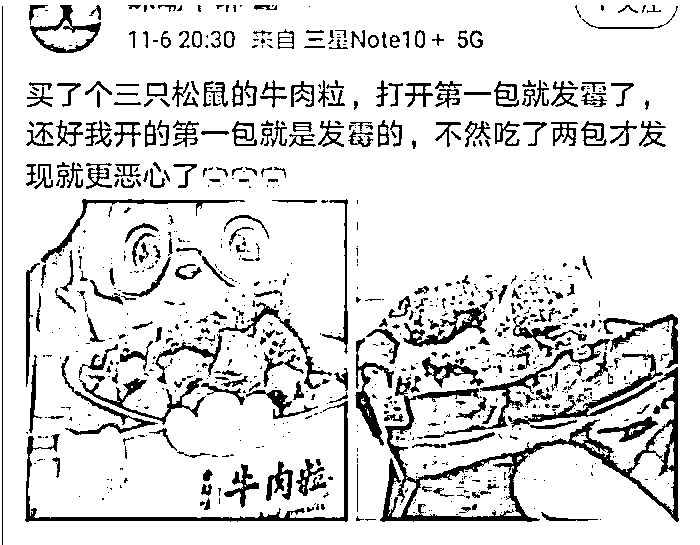 11-6 20:30 来自 三星Note10+ 5G
买了个三只松鼠的牛肉粒，打开第一包就发霉了，
还好我开的第一包就是发霉的，不然吃了两包才发
现就更恶心了
牛肉粒